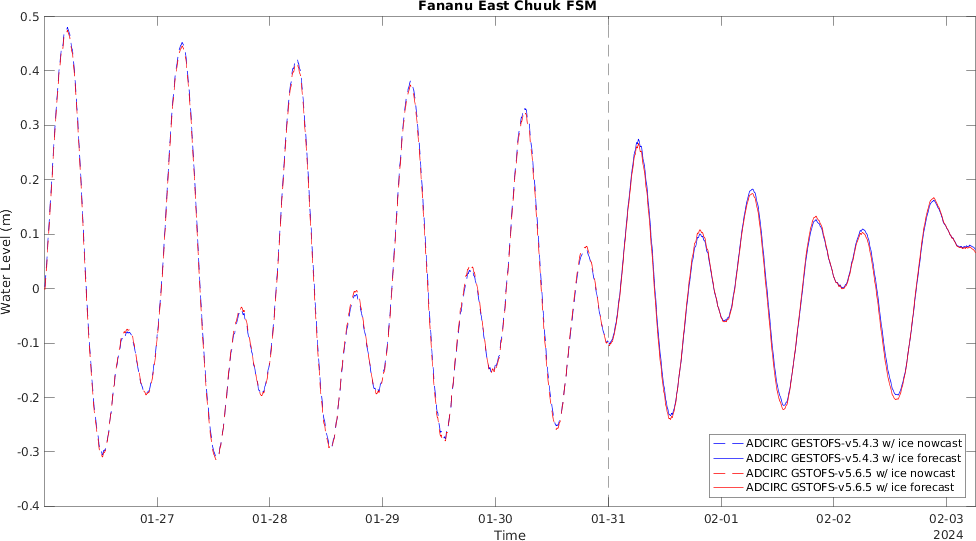 Fananu East Chuuk FSM
0.5
0.4
0.3
0.2
0.1
0
-0.1
-0.2
-0.3
-0.4
Water Level (m)
ADCIRC GESTOFS-v5.4.3 w/ ice nowcast
ADCIRC GESTOFS-v5.4.3 w/ ice forecast
ADCIRC GSTOFS-v5.6.5 w/ ice nowcast
ADCIRC GSTOFS-v5.6.5 w/ ice forecast
01-27 01-28 01-29 01-30 01-31 02-01 02-02 02-03
Time 2024